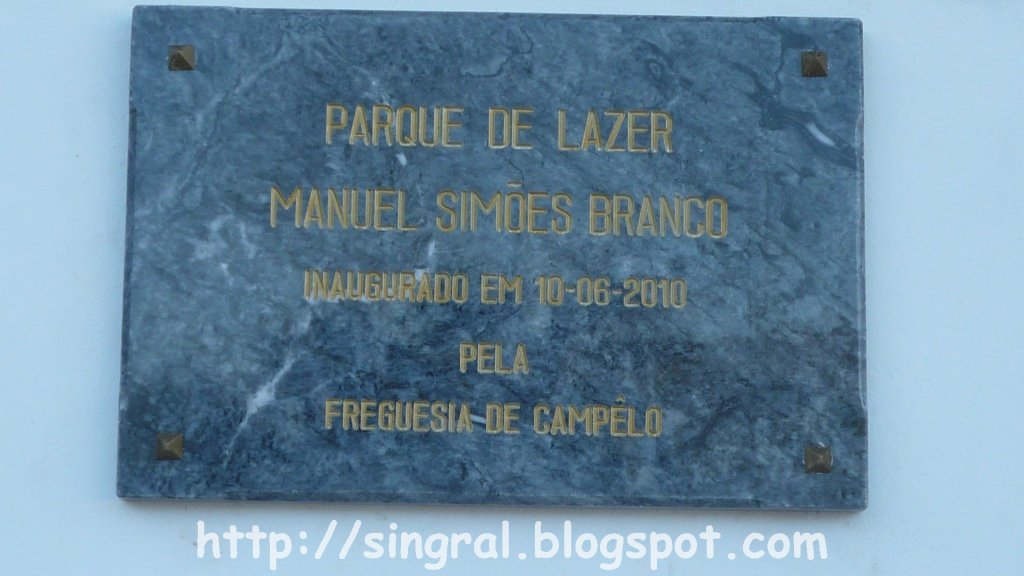 PARQUE DE LAZER
MANUEL SIMÕES BRANCO
INAUGURADO EM 10-06-2010
PELA
FREGUESIA DE CAMPÊLO
http://singral.blogspot.com